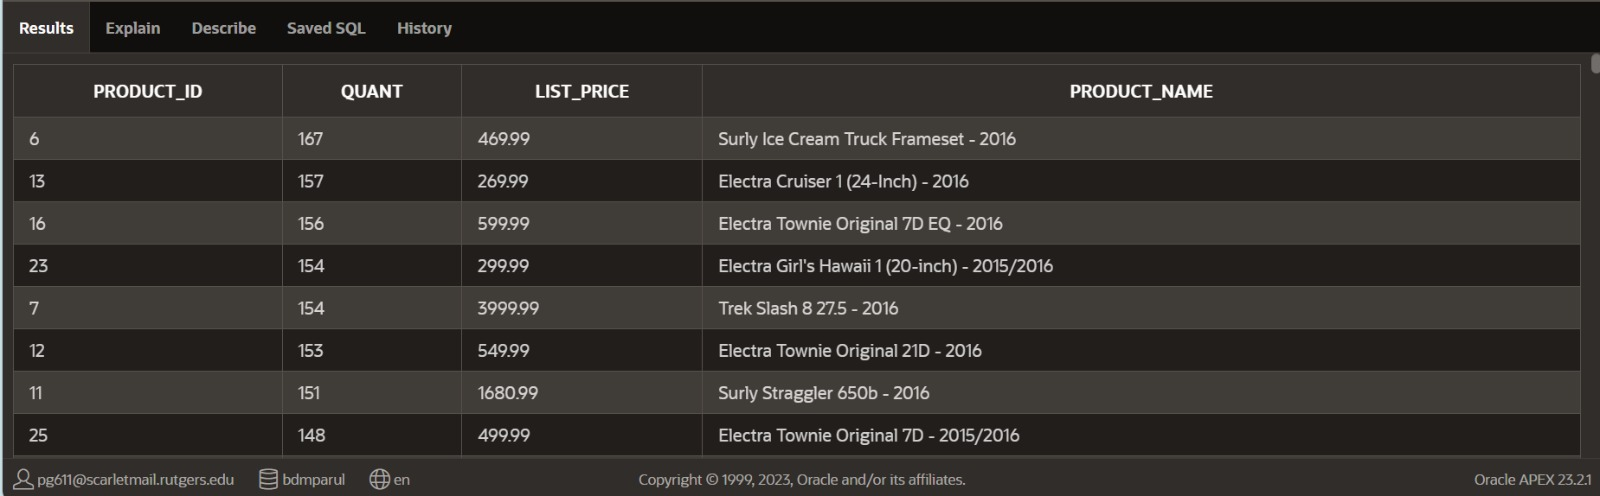 Results Explain Describe Saved SQL History
PRODUCT_ID QUANT LIST_PRICE PRODUCT_NAME
6 167 469.99 Surly Ice Cream Truck Frameset - 2016
13 157 269.99 Electra Cruiser 1 (24-Inch) - 2016
16 156 599.99 Electra Townie Original 7D EQ - 2016
23 154 299.99 Electra Girl's Hawaii 1 (20-inch) - 2015/2016
7 154 3999.99 Trek Slash 8 27.5 - 2016
12 153 549.99 Electra Townie Original 21D - 2016
11 151 1680.99 Surly Straggler 650b - 2016
25 148 499.99 Electra Townie Original 7D - 2015/2016
pg611@scarletmail.rutgers.edu bdmparul en Copyright © 1999, 2023, Oracle and/or its affiliates. Oracle APEX 23.2.1